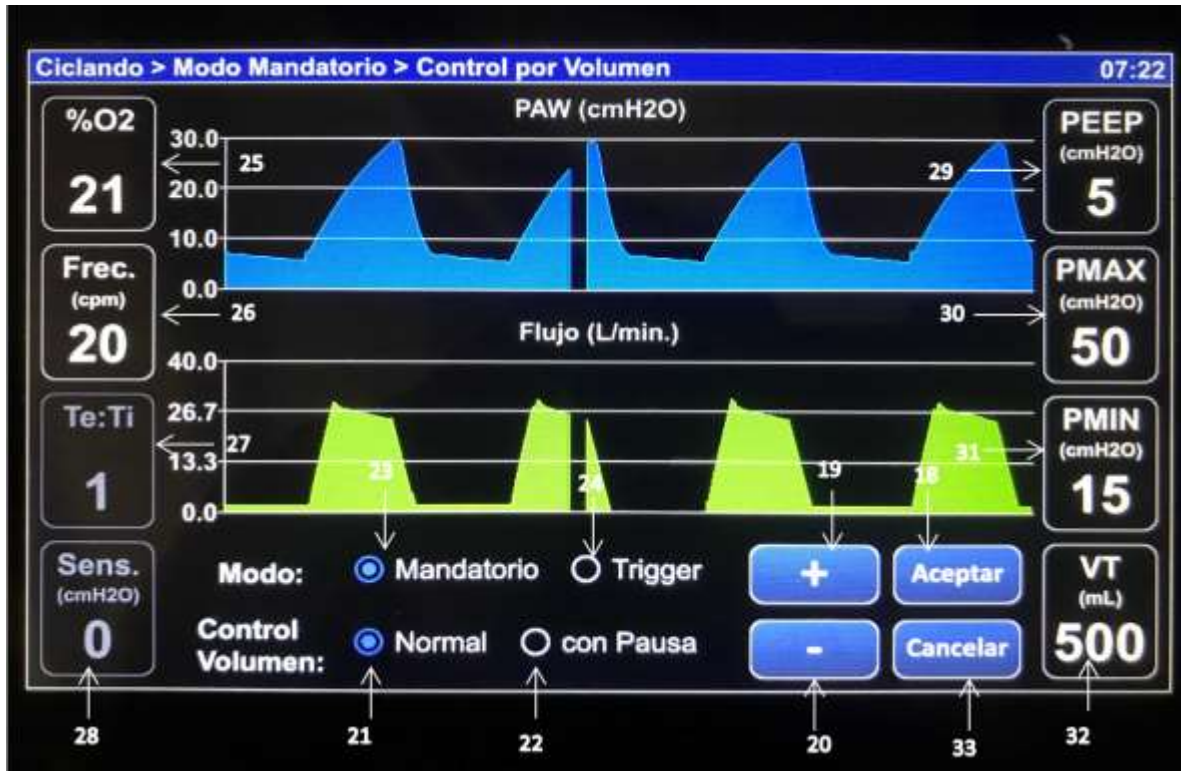 Ciclando > Modo Mandatorio > Control por Volumen 07:22
%O2
21
25
PAW (cmH2O)
30.0
20.0
10.0
0.0
29
PEEP
(cmH2O)
5
Frec.
(cpm)
20
26
30
PMAX
(cmH2O)
50
Flujo (L/min.)
40.0
26.7
13.3
0.0
Te:Ti
1
27
23
24
19
18
31
PMIN
(cmH2O)
15
Sens.
(cmH2O)
0
Modo: Mandatorio Trigger
+ Aceptar
Control
Volumen:
Normal con Pausa
- Cancelar
VT
(mL)
500
28 21 22 20 33 32